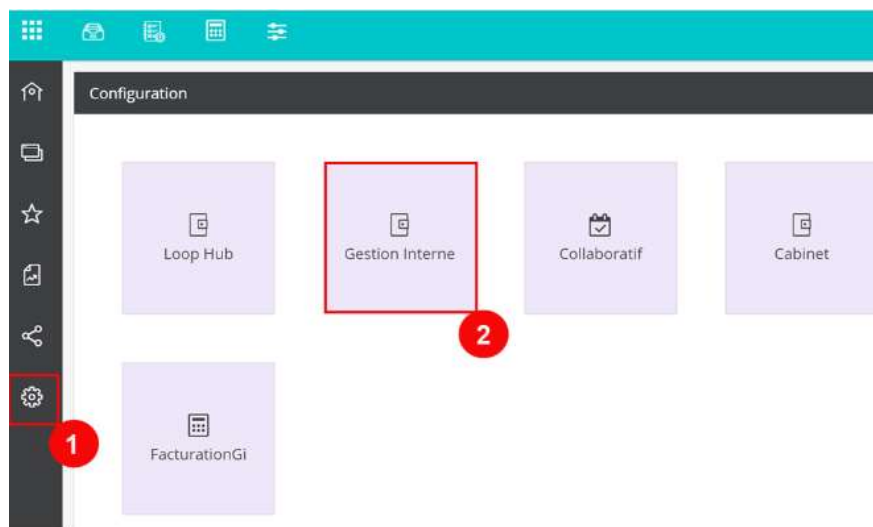 Configuration
Loop Hub
Gestion Interne
Collaboratif
Cabinet
2
1
FacturationGi